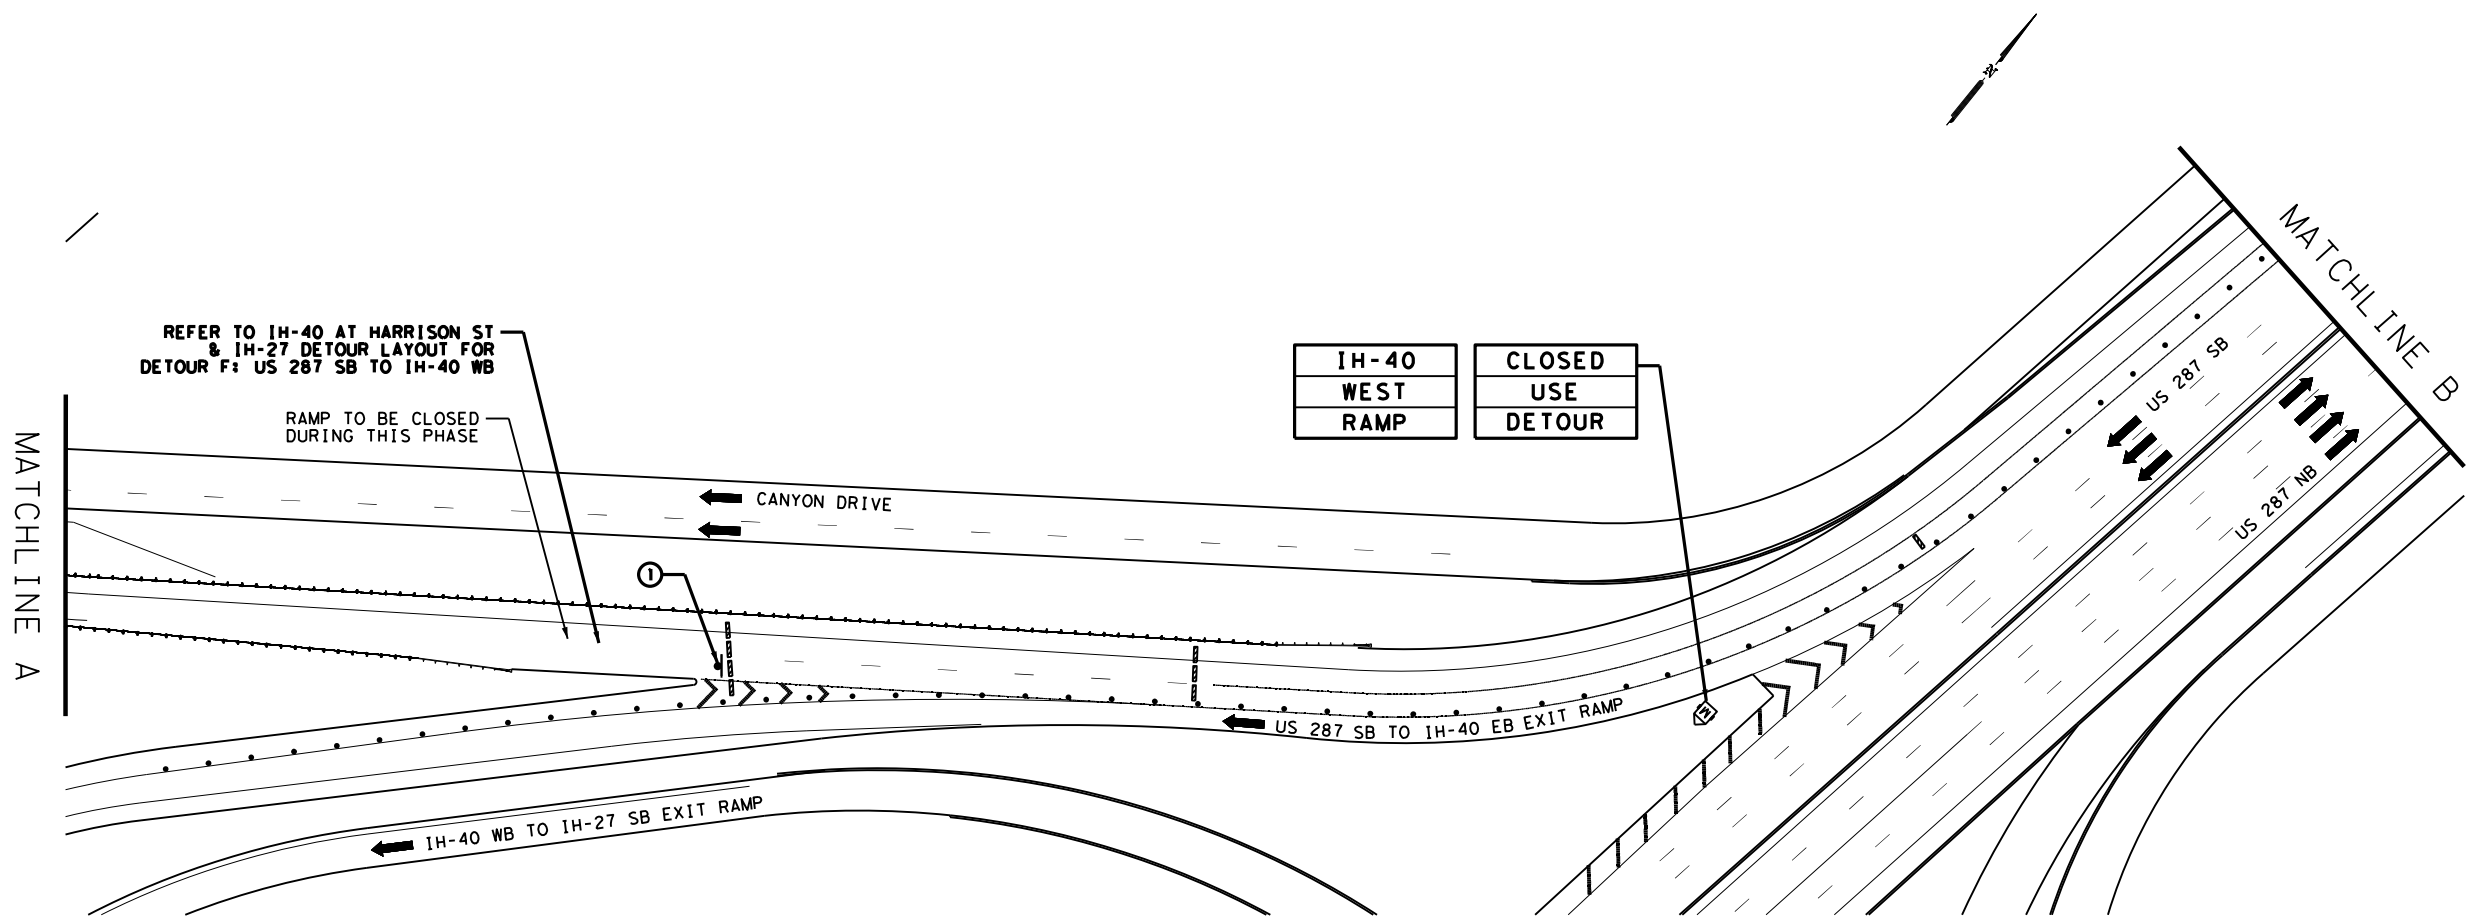 N
MATCHLINE B
REFER TO IH-40 AT HARRISON ST
& IH-27 DETOUR LAYOUT FOR
DETOUR F: US 287 SB TO IH-40 WB
IH-40
WEST
RAMP
CLOSED
USE
DETOUR
US 287 SB
US 287 NB
RAMP TO BE CLOSED
DURING THIS PHASE
MATCHLINE A
CANYON DRIVE
1
M
US 287 SB TO IH-40 EB EXIT RAMP
IH-40 WB TO IH-27 SB EXIT RAMP